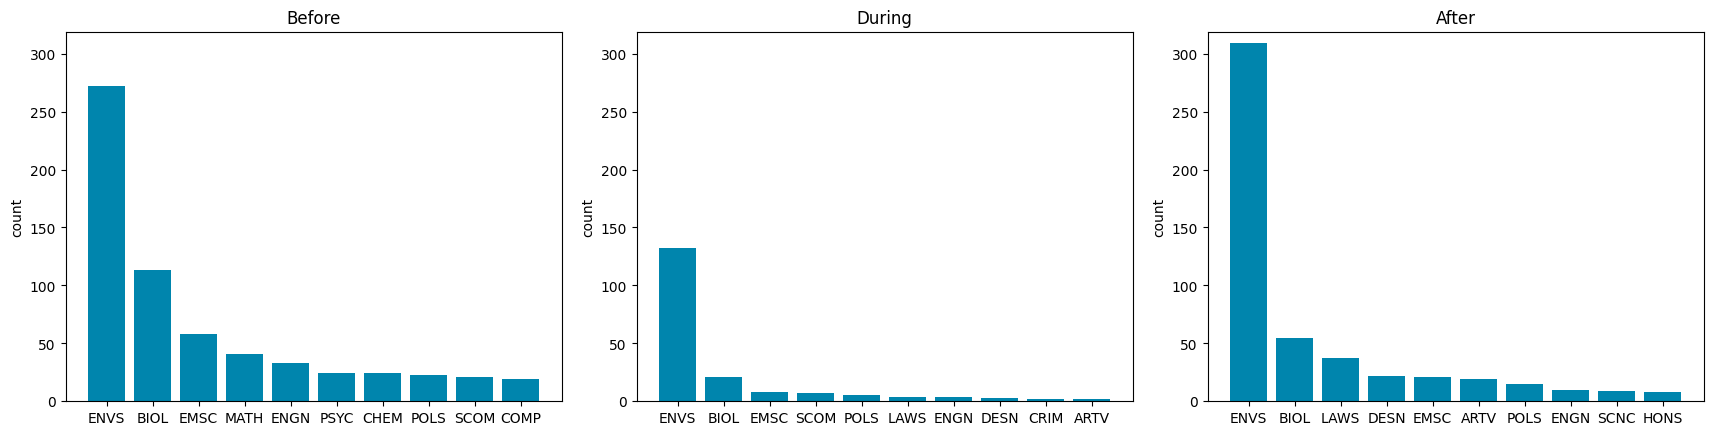 Before
300
250
200
150
100
50
0
count
ENVS BIOL EMSC MATH ENGN PSYC CHEM POLS SCOM COMP
During
300
250
200
150
100
50
0
count
ENVS BIOL EMSC SCOM POLS LAWS ENGN DESN CRIM ARTV
After
300
250
200
150
100
50
0
count
ENVS BIOL LAWS DESN EMSC ARTV POLS ENGN SCNC HONS